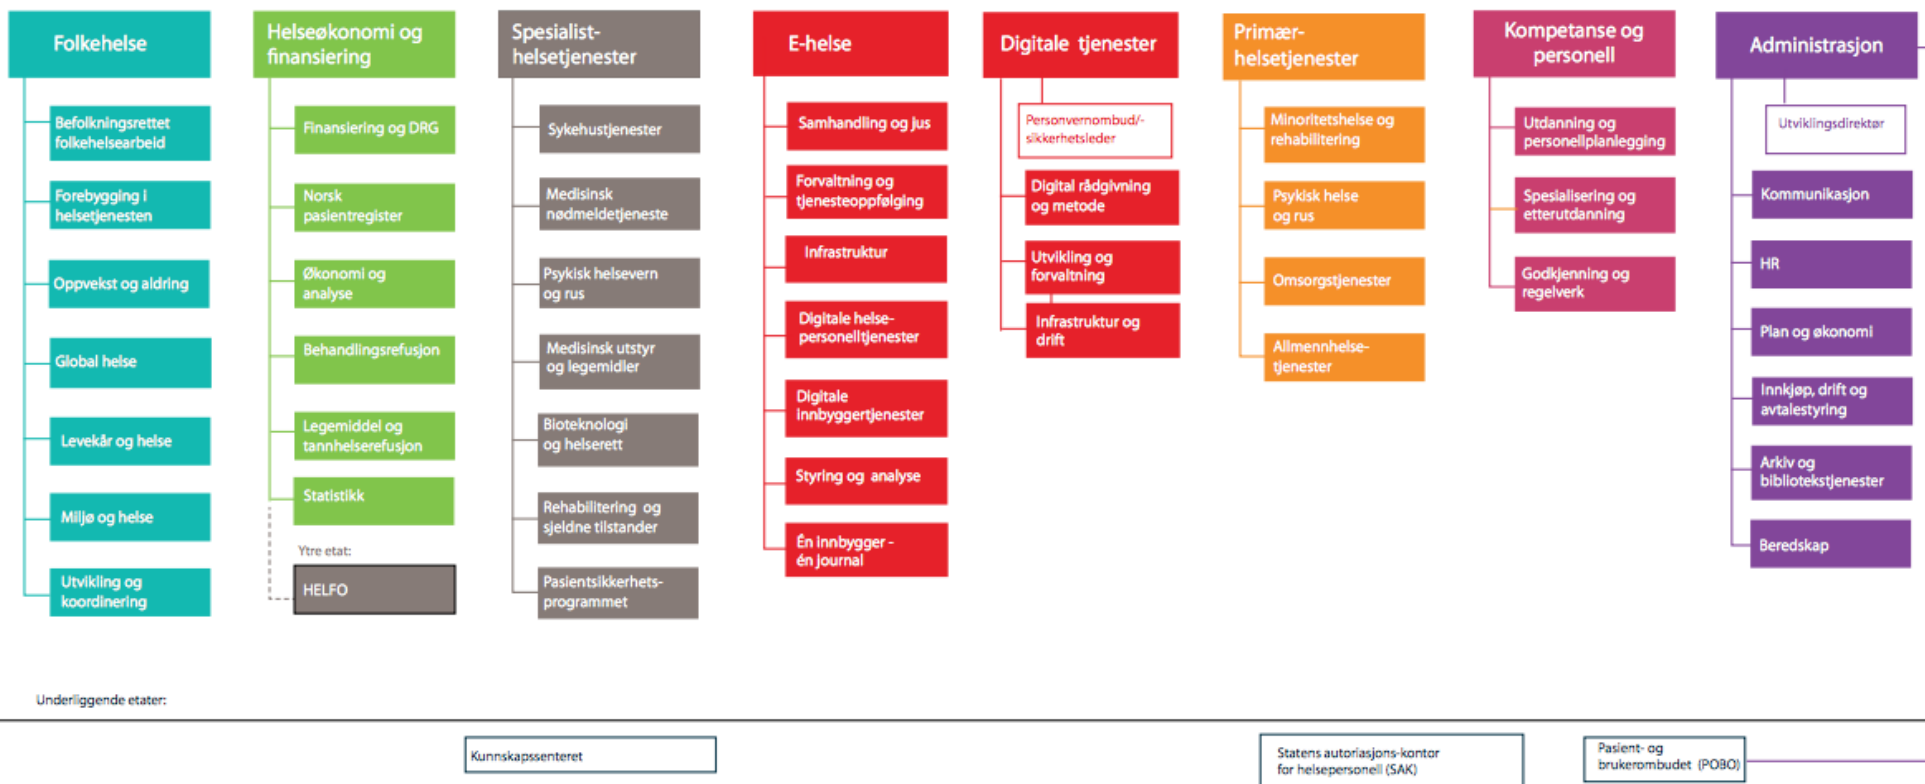 Folkehelse
Befolkningsrettet
folkehelsearbeid
Forebygging i
helsetjenesten
Oppvekst og aldring
Global helse
Levekår og helse
Miljø og helse
Utvikling og
koordinering
Helseøkonomi og
finansiering
Finansiering og DRG
Norsk
pasientregister
Økonomi og
analyse
Behandlingsrefusjon
Legemiddel og
tannhelserefusjon
Statistikk
Ytre etat:
HELFO
Spesialist-
helsetjenester
Sykehustjenester
Medisinsk
nødmeldetjeneste
Psykisk helsevern
og rus
Medisinsk utstyr
og legemidler
Bioteknologi
og helserett
Rehabilitering og
sjeldne tilstander
Pasientsikkerhets-
programmet
E-helse
Samhandling og jus
Forvaltning og
tjenesteoppfølging
Infrastruktur
Digitale helse-
personelltjenester
Digitale
innbyggertjenester
Styring og analyse
Én innbygger -
én journal
Digitale tjenester
Personvernombud/-
sikkerhetsleder
Digital rådgivning
og metode
Utvikling og
forvaltning
Infrastruktur og
drift
Primær-
helsetjenester
Minoritetshelse og
rehabilitering
Psykisk helse
og rus
Omsorgstjenester
Allmennhelse-
tjenester
Kompetanse og
personell
Utdanning og
personellplanlegging
Spesialisering og
etterutdanning
Godkjenning og
regelverk
Administrasjon
Utviklingsdirektør
Kommunikasjon
HR
Plan og økonomi
Innkjøp, drift og
avtalestyring
Arkiv og
bibliotekstjenester
Beredskap
Underliggende etater:
Kunnskapssenteret
Statens autoriasjons-kontor
for helsepersonell (SAK)
Pasient- og
brukerombudet (POBO)